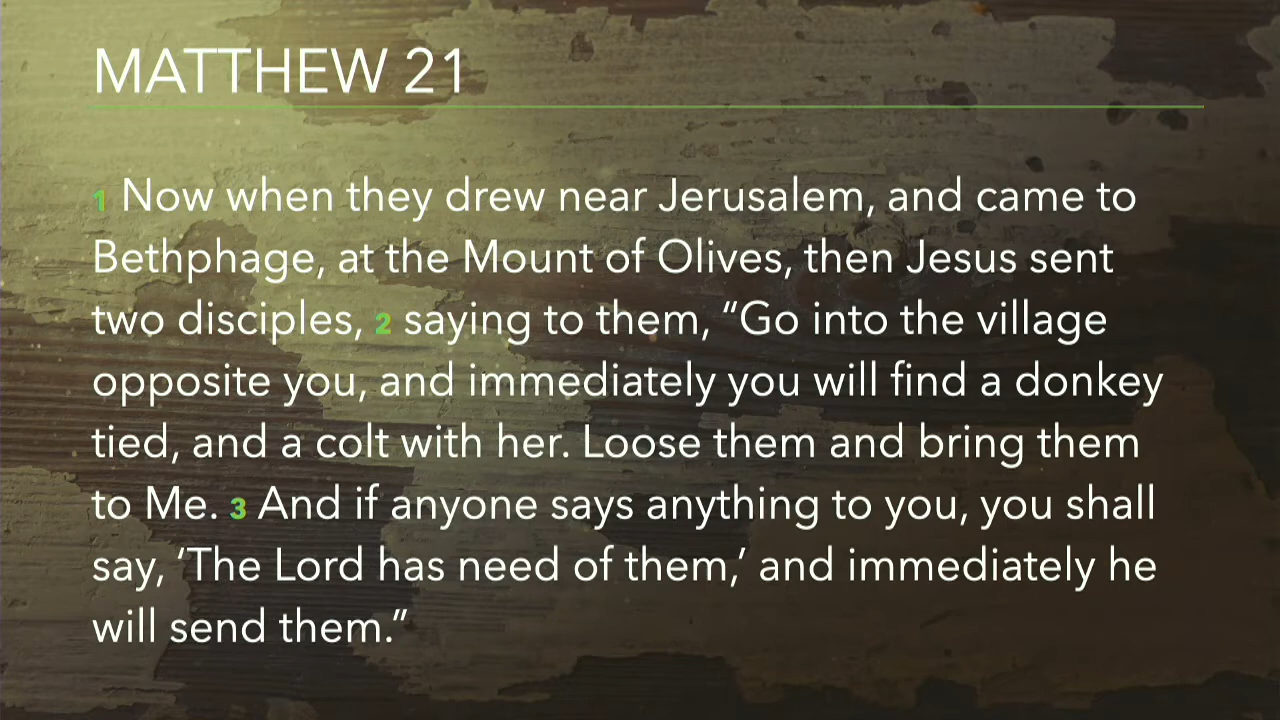 MATTHEW 21
1 Now when they drew near Jerusalem, and came to
Bethphage, at the Mount of Olives, then Jesus sent
two disciples, 2 saying to them, “Go into the village
opposite you, and immediately you will find a donkey
tied, and a colt with her. Loose them and bring them
to Me. 3 And if anyone says anything to you, you shall
say, ‘The Lord has need of them,’ and immediately he
will send them.”